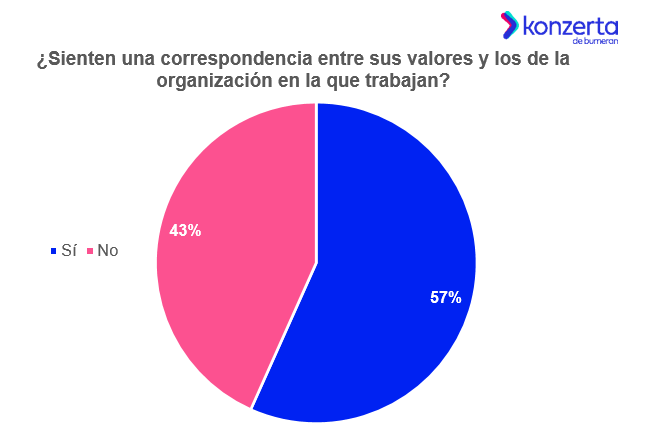 konzerta
de bumeran
¿Sienten una correspondencia entre sus valores y los de la
organización en la que trabajan?
43%
Sí No
57%